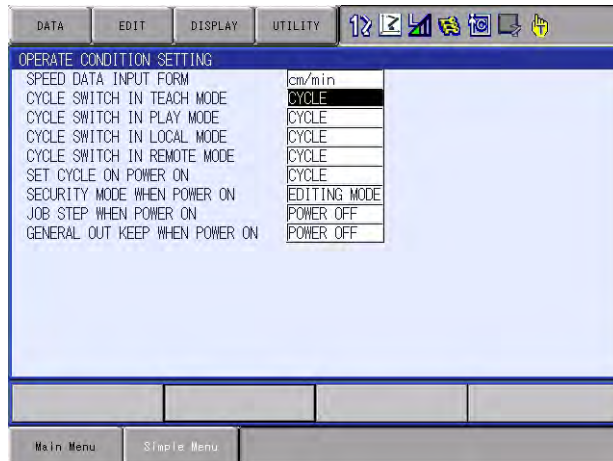 DATA EDIT DISPLAY UTILITY
OPERATE CONDITION SETTING
SPEED DATA INPUT FORM cm/min
CYCLE SWITCH IN TEACH MODE CYCLE
CYCLE SWITCH IN PLAY MODE CYCLE
CYCLE SWITCH IN LOCAL MODE CYCLE
CYCLE SWITCH IN REMOTE MODE CYCLE
SET CYCLE ON POWER ON CYCLE
SECURITY MODE WHEN POWER ON EDITING MODE
JOB STEP WHEN POWER ON POWER OFF
GENERAL OUT KEEP WHEN POWER ON POWER OFF
Main Menu Simple Menu